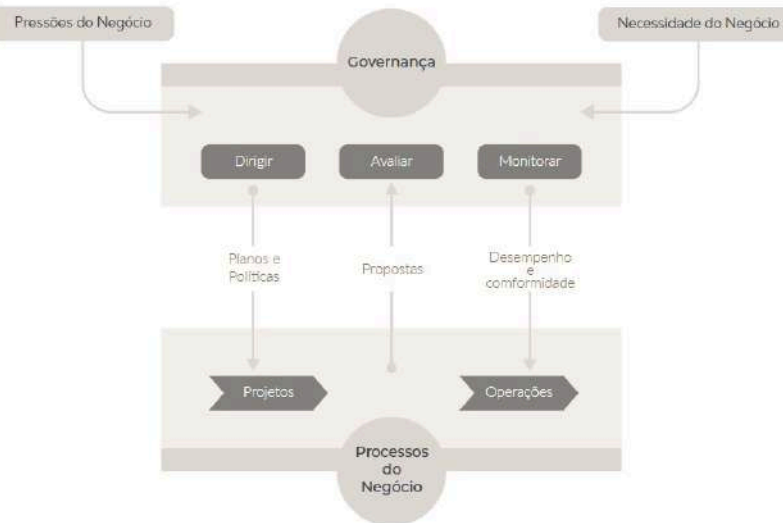 Pressões do Negócio
Necessidade do Negócio
Governança
Dirigir
Avaliar
Monitorar
Planos e
Políticas
Propostas
Desempenho
e
comformidade
Projetos
Operações
Processos
do
Negócio